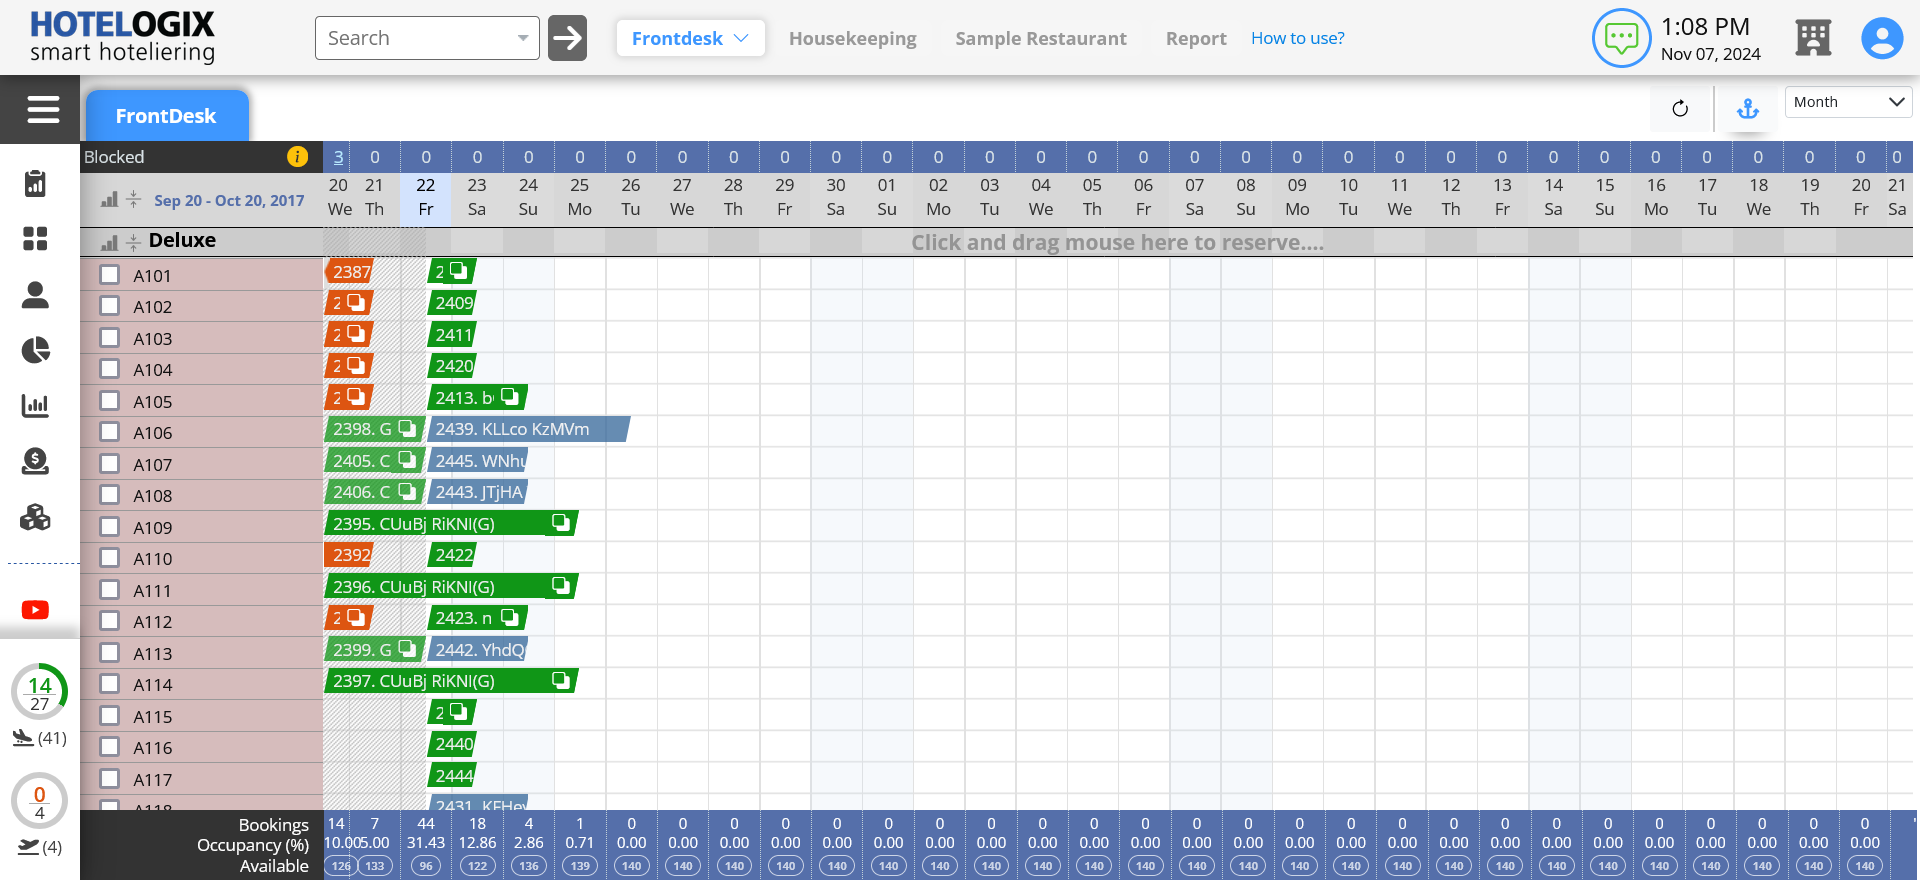 HOTELOGIX
smart hoteliering
Search
Frontdesk
Housekeeping
Sample Restaurant
Report
How to use?
1:08 PM
Nov 07, 2024
FrontDesk
Month
Blocked 3 0 0 0 0 0 0 0 0 0 0 0 0 0 0 0 0 0 0 0 0 0 0 0 0 0 0 0 0 0 0 0
Sep 20 - Oct 20, 2017
20 21 22 23 24 25 26 27 28 29 30 01 02 03 04 05 06 07 08 09 10 11 12 13 14 15 16 17 18 19 20 21
We Th Fr Sa Su Mo Tu We Th Fr Sa Su Mo Tu We Th Fr Sa Su Mo Tu We Th Fr Sa Su Mo Tu We Th Fr Sa
Deluxe
Click and drag mouse here to reserve....
A101 2387 2
A102 2 2409
A103 2 2411
A104 2 2420
A105 2 2413. b
A106 2398. G 2439. KLLco KzMVm
A107 2405. C 2445. WNhu
A108 2406. C 2443. JTjHA
A109 2395. CUuBj RiKNI(G)
A110 2392 2422
A111 2396. CUuBj RiKNI(G)
A112 2 2423. n
A113 2399. G 2442. YhdQ
A114 2397. CUuBj RiKNI(G)
A115 2
A116 2440
A117 2444
A118 2431. KFHev
14
27
(41)
0
4
(4)
Bookings 14 7 44 18 4 1 0 0 0 0 0 0 0 0 0 0 0 0 0 0 0 0 0 0 0 0 0 0 0 0 0
Occupancy (%) 10.00 5.00 31.43 12.86 2.86 0.71 0.00 0.00 0.00 0.00 0.00 0.00 0.00 0.00 0.00 0.00 0.00 0.00 0.00 0.00 0.00 0.00 0.00 0.00 0.00 0.00 0.00 0.00 0.00 0.00 0.00
Available 126 133 96 122 136 139 140 140 140 140 140 140 140 140 140 140 140 140 140 140 140 140 140 140 140 140 140 140 140 140 140